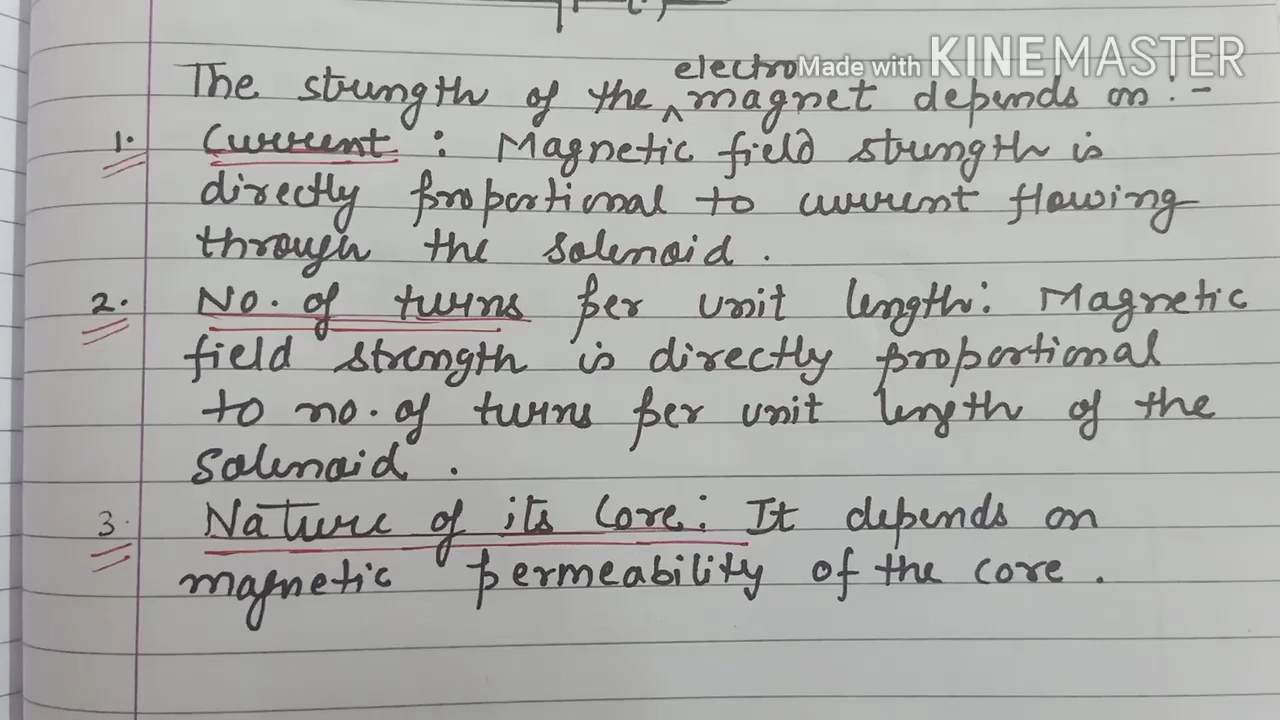 Made with KINEMASTER
The strength of the electromagnet depends on :-
1. Current : Magnetic field strength is
directly proportional to current flowing
through the solenoid .
2. No. of turns per unit length: Magnetic
field strength is directly proportional
to no. of turns per unit length of the
Solenoid .
3. Nature of its Core: It depends on
magnetic permeability of the core .